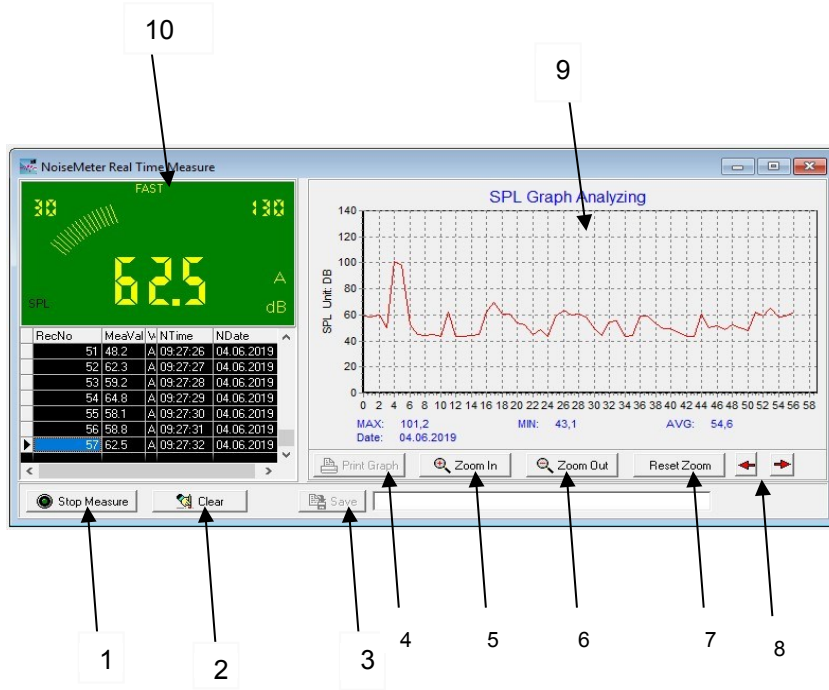 10
9
NoiseMeter Real Time Measure
FAST
30 130
62.5
A
SPL dB
RecNo MeaVal NTime NDate
51 48.2 A 09:27:26 04.06.2019
52 62.3 A 09:27:27 04.06.2019
53 59.2 A 09:27:28 04.06.2019
54 64.8 A 09:27:29 04.06.2019
55 58.1 A 09:27:30 04.06.2019
56 58.8 A 09:27:31 04.06.2019
57 62.5 A 09:27:32 04.06.2019
SPL Graph Analyzing
SPL Unit: DB
140
120
100
80
60
40
20
0
0 2 4 6 8 10 12 14 16 18 20 22 24 26 28 30 32 34 36 38 40 42 44 46 48 50 52 54 56 58
MAX: 101,2 MIN: 43,1 AVG: 54,6
Date: 04.06.2019
Print Graph Zoom In Zoom Out Reset Zoom
Stop Measure Clear Save
1 2 3 4 5 6 7 8